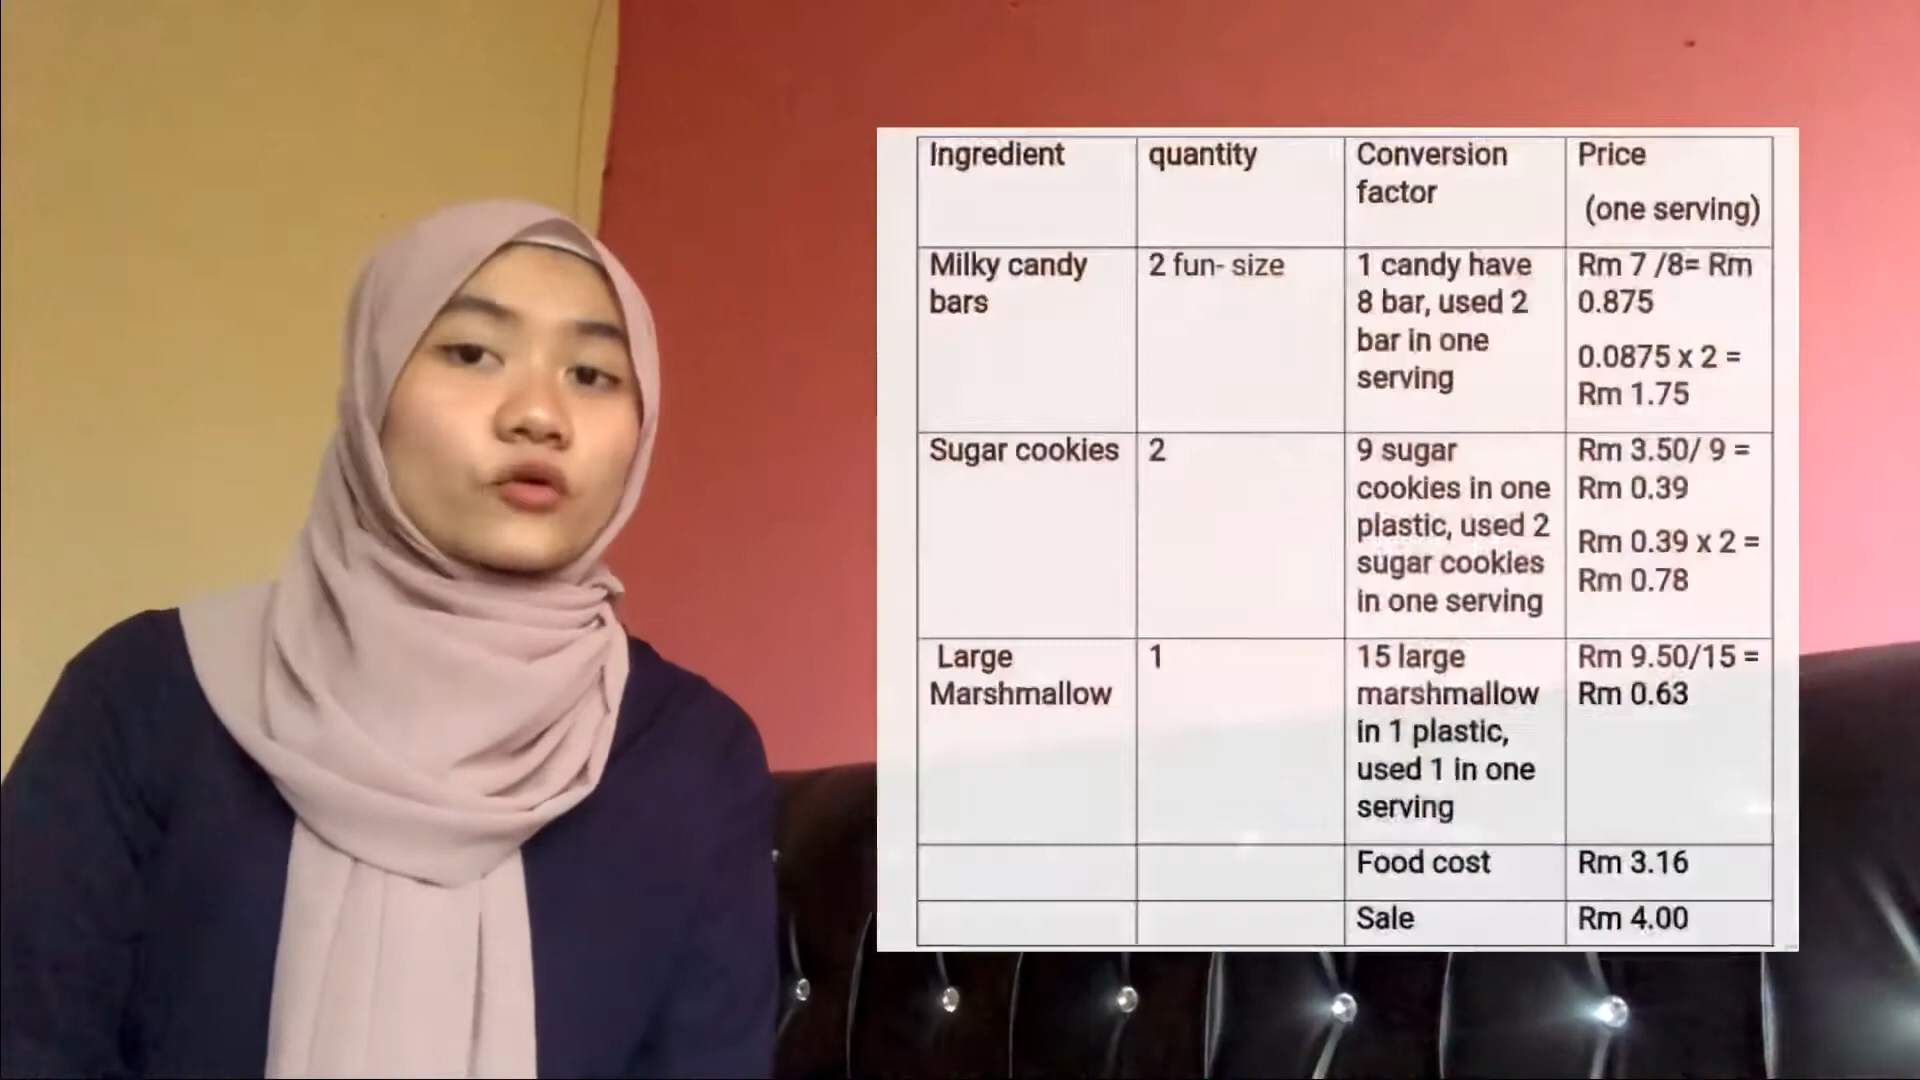 Ingredient
quantity
Conversion
factor
Price
(one serving)
Milky candy
bars
2 fun- size
1 candy have
8 bar, used 2
bar in one
serving
Rm 7 /8= Rm
0.875
0.0875 x 2 =
Rm 1.75
Sugar cookies
2
9 sugar
cookies in one
plastic, used 2
sugar cookies
in one serving
Rm 3.50/ 9 =
Rm 0.39
Rm 0.39 x 2 =
Rm 0.78
Large
Marshmallow
1
15 large
marshmallow
in 1 plastic,
used 1 in one
serving
Rm 9.50/15 =
Rm 0.63
Food cost
Rm 3.16
Sale
Rm 4.00